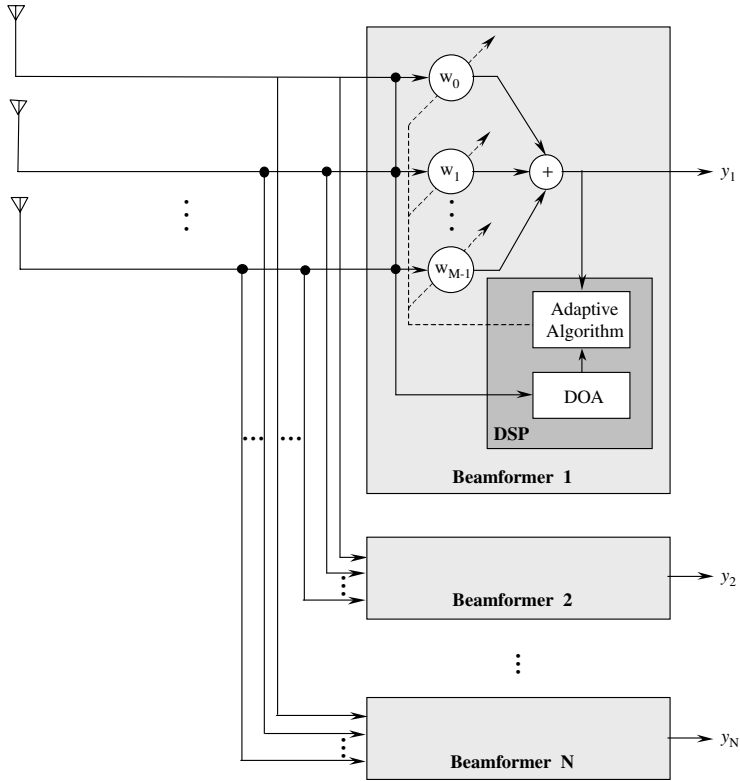 w0
w1
wM-1
+
y1
Adaptive
Algorithm
DOA
DSP
Beamformer 1
Beamformer 2
y2
Beamformer N
yN